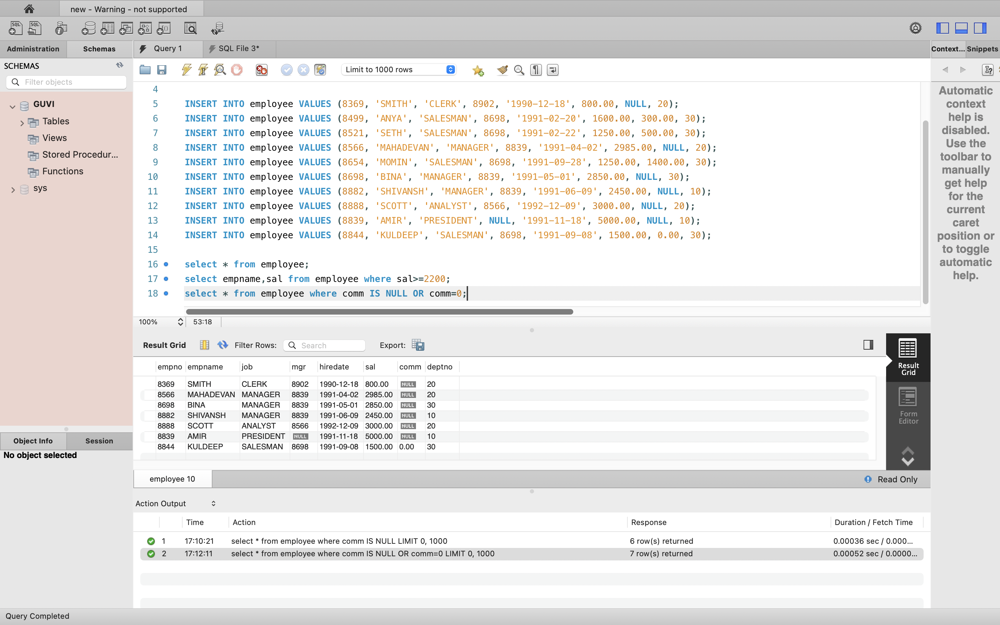 new - Warning - not supported
Administration
Schemas
Query 1
SQL File 3*
Context...
Snippets
SCHEMAS
Limit to 1000 rows
Filter objects
GUVI
Tables
Views
Stored Procedur...
Functions
sys
4
5 INSERT INTO employee VALUES (8369, 'SMITH', 'CLERK', 8902, '1990-12-18', 800.00, NULL, 20);
6 INSERT INTO employee VALUES (8499, 'ANYA', 'SALESMAN', 8698, '1991-02-20', 1600.00, 300.00, 30);
7 INSERT INTO employee VALUES (8521, 'SETH', 'SALESMAN', 8698, '1991-02-22', 1250.00, 500.00, 30);
8 INSERT INTO employee VALUES (8566, 'MAHADEVAN', 'MANAGER', 8839, '1991-04-02', 2985.00, NULL, 20);
9 INSERT INTO employee VALUES (8654, 'MOMIN', 'SALESMAN', 8698, '1991-09-28', 1250.00, 1400.00, 30);
10 INSERT INTO employee VALUES (8698, 'BINA', 'MANAGER', 8839, '1991-05-01', 2850.00, NULL, 30);
11 INSERT INTO employee VALUES (8882, 'SHIVANSH', 'MANAGER', 8839, '1991-06-09', 2450.00, NULL, 10);
12 INSERT INTO employee VALUES (8888, 'SCOTT', 'ANALYST', 8566, '1992-12-09', 3000.00, NULL, 20);
13 INSERT INTO employee VALUES (8839, 'AMIR', 'PRESIDENT', NULL, '1991-11-18', 5000.00, NULL, 10);
14 INSERT INTO employee VALUES (8844, 'KULDEEP', 'SALESMAN', 8698, '1991-09-08', 1500.00, 0.00, 30);
15
16 select * from employee;
17 select empname,sal from employee where sal>=2200;
18 select * from employee where comm IS NULL OR comm=0;
100% 53:18
Automatic
context
help is
disabled.
Use the
toolbar to
manually
get help
for the
current
caret
position or
to toggle
automatic
help.
Result Grid Filter Rows: Search Export:
empno empname job mgr hiredate sal comm deptno
8369 SMITH CLERK 8902 1990-12-18 800.00 NULL 20
8566 MAHADEVAN MANAGER 8839 1991-04-02 2985.00 NULL 20
8698 BINA MANAGER 8839 1991-05-01 2850.00 NULL 30
8882 SHIVANSH MANAGER 8839 1991-06-09 2450.00 NULL 10
8888 SCOTT ANALYST 8566 1992-12-09 3000.00 NULL 20
8839 AMIR PRESIDENT NULL 1991-11-18 5000.00 NULL 10
8844 KULDEEP SALESMAN 8698 1991-09-08 1500.00 0.00 30
Result
Grid
Form
Editor
Object Info
Session
No object selected
employee 10
Read Only
Action Output
Time Action Response Duration / Fetch Time
1 17:10:21 select * from employee where comm IS NULL LIMIT 0, 1000 6 row(s) returned 0.00036 sec / 0.000...
2 17:12:11 select * from employee where comm IS NULL OR comm=0 LIMIT 0, 1000 7 row(s) returned 0.00052 sec / 0.0000...
Query Completed